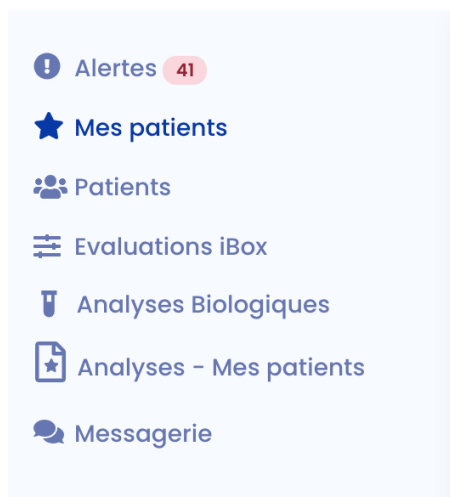 Alertes 41
Mes patients
Patients
Evaluations iBox
Analyses Biologiques
Analyses - Mes patients
Messagerie